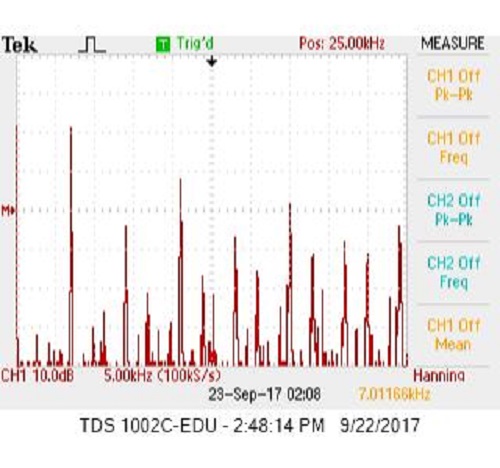 Tek T Trig'd Pos: 25.00kHz MEASURE
CH1 Off
Pk-Pk
CH1 Off
Freq
CH2 Off
Pk-Pk
CH2 Off
Freq
CH1 Off
Mean
M
CH1 10.0dB 5.00kHz (100kS/s) Hanning
23-Sep-17 02:08 7.01166kHz
TDS 1002C-EDU - 2:48:14 PM 9/22/2017